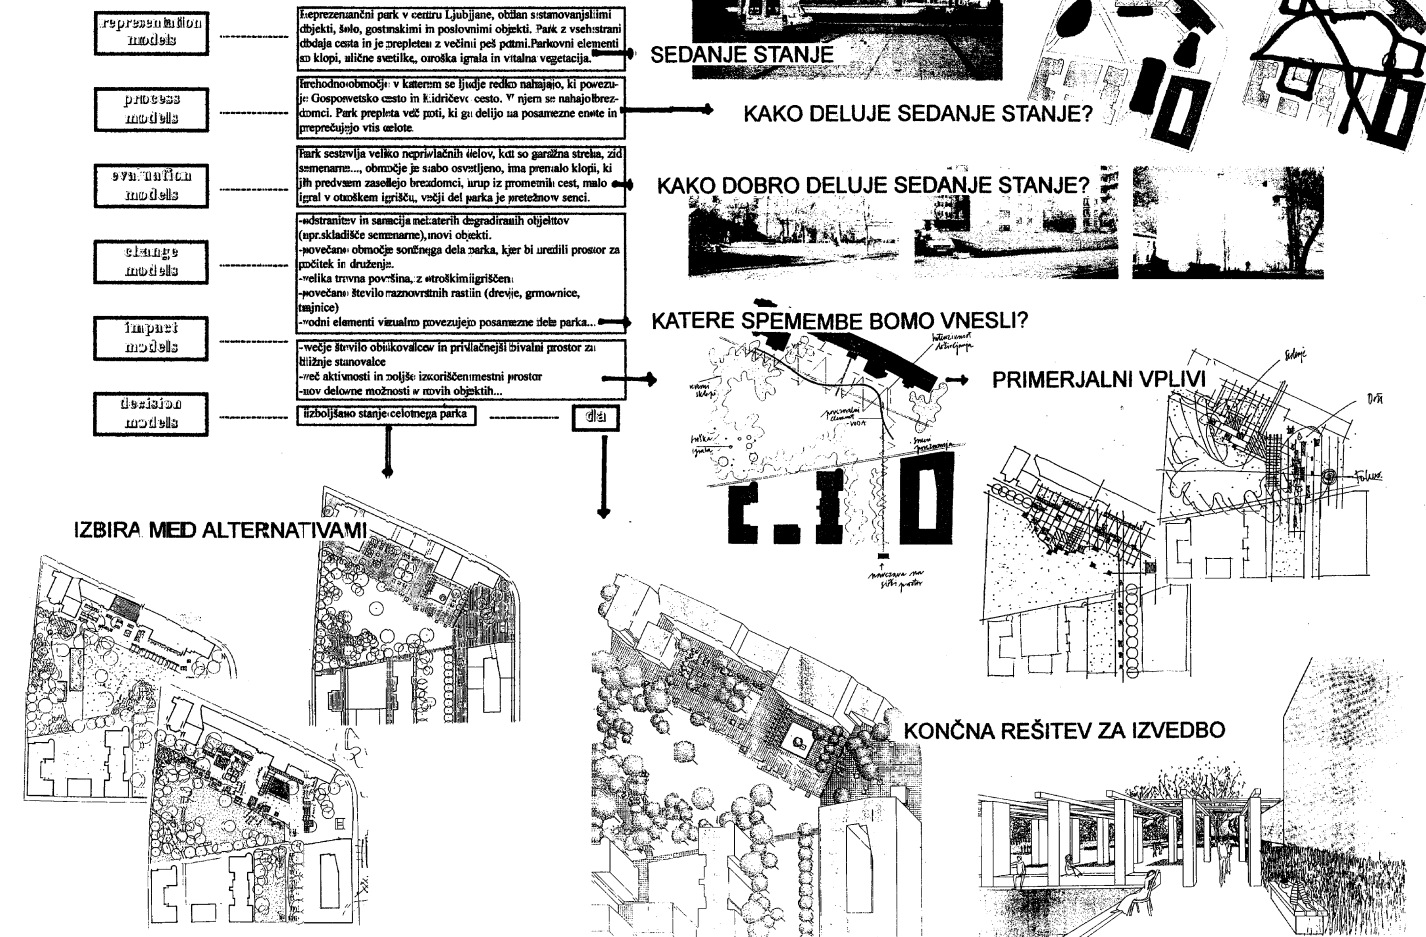 representation
models
Reprezentančni park v centru Ljubljane, obdan s stanovanjskimi
objekti, šolo, gostinskimi in poslovnimi objekti. Park z vseh strani
obdaja cesta in je prepleten z večimi peš potmi.Parkovni elementi
so klopi, ulične svetilke, otroška igrala in vitalna vegetacija.
SEDANJE STANJE
process
models
Prehodno območje v katerem se ljudje redko nahajajo, ki povezu-
je Gosposvetsko cesto in Kidričevo cesto. V njem se nahajo brez-
domci. Park prepleta več poti, ki ga delijo na posamezne enote in
preprečujejo vtis celote.
KAKO DELUJE SEDANJE STANJE?
evaluation
models
Park sestavlja veliko neprivlačnih delov, kot so garažna streha, zid
semenarne..., območje je slabo osvetljeno, ima premalo klopi, ki
jih predvsem zasedejo brezdomci, hrup iz prometnih cest, malo
igral v otroškem igrišču, večji del parka je pretežno v senci.
KAKO DOBRO DELUJE SEDANJE STANJE?
change
models
-odstranitev in sanacija nekaterih degradiranih objektov
(npr.skladišče semenarne),novi objekti.
-povečano območje sončnega dela parka, kjer bi uredili prostor za
počitek in druženje.
-velika travna površina, z otroškimi igriščem
-povečano število raznovrstnih rastlin (drevje, grmovnice,
trajnice)
-vodni elementi vizualno povezujejo posamezne dele parka...
KATERE SPEMEMBE BOMO VNESLI?
impact
models
-večje število obiskovalcev in privlačnejši bivalni prostor za
bližnje stanovalce
-več aktivnosti in boljše izkoriščen mestni prostor
-nov delovne možnosti v novih objektih...
PRIMERJALNI VPLIVI
decision
models
izboljšano stanje celotnega parka
da
IZBIRA MED ALTERNATIVAMI
KONČNA REŠITEV ZA IZVEDBO